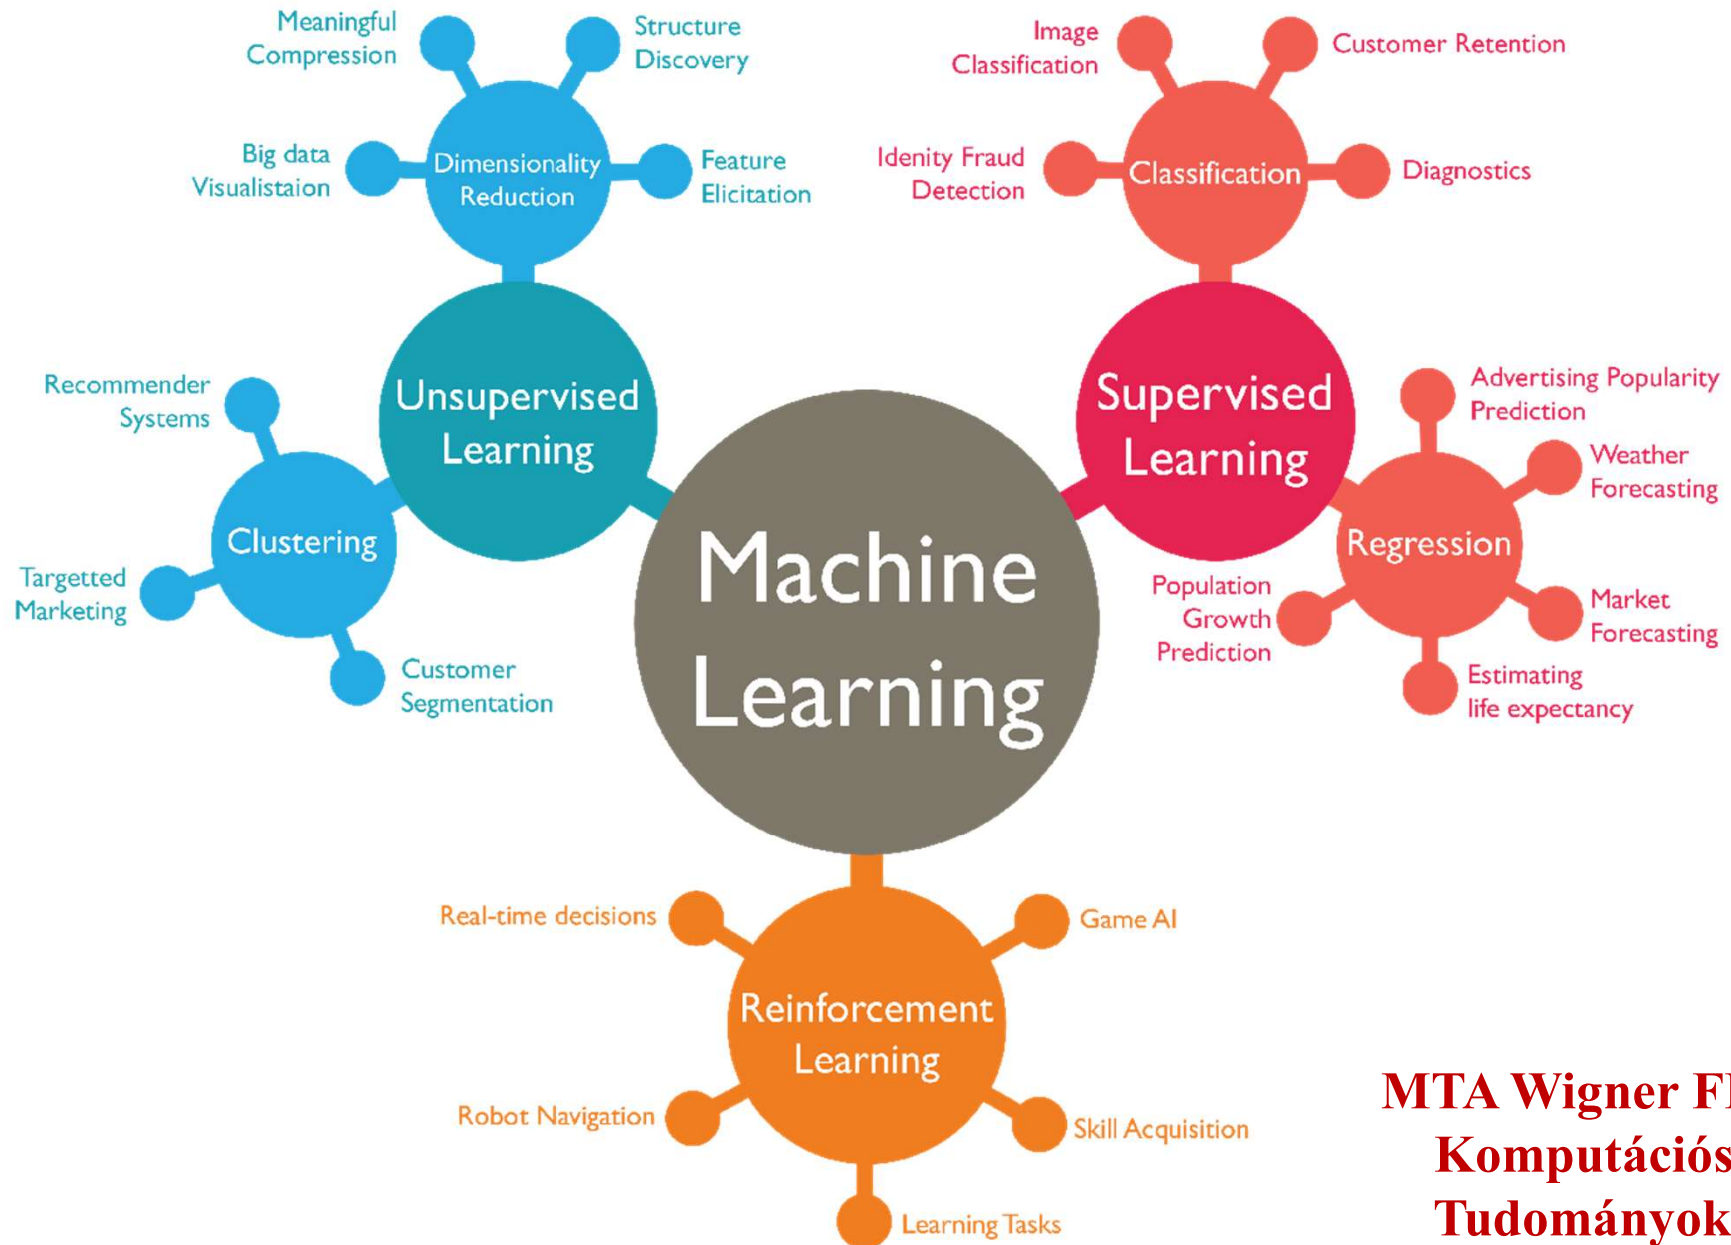 Meaningful
Compression
Structure
Discovery
Big data
Visualistaion
Dimensionality
Reduction
Feature
Elicitation
Image
Classification
Customer Retention
Idenity Fraud
Detection
Classification
Diagnostics
Recommender
Systems
Unsupervised
Learning
Clustering
Targetted
Marketing
Customer
Segmentation
Machine
Learning
Supervised
Learning
Advertising Popularity
Prediction
Weather
Forecasting
Regression
Population
Growth
Prediction
Market
Forecasting
Estimating
life expectancy
Real-time decisions
Game AI
Reinforcement
Learning
Robot Navigation
Skill Acquisition
Learning Tasks
MTA Wigner
Komputációs
Tudományok